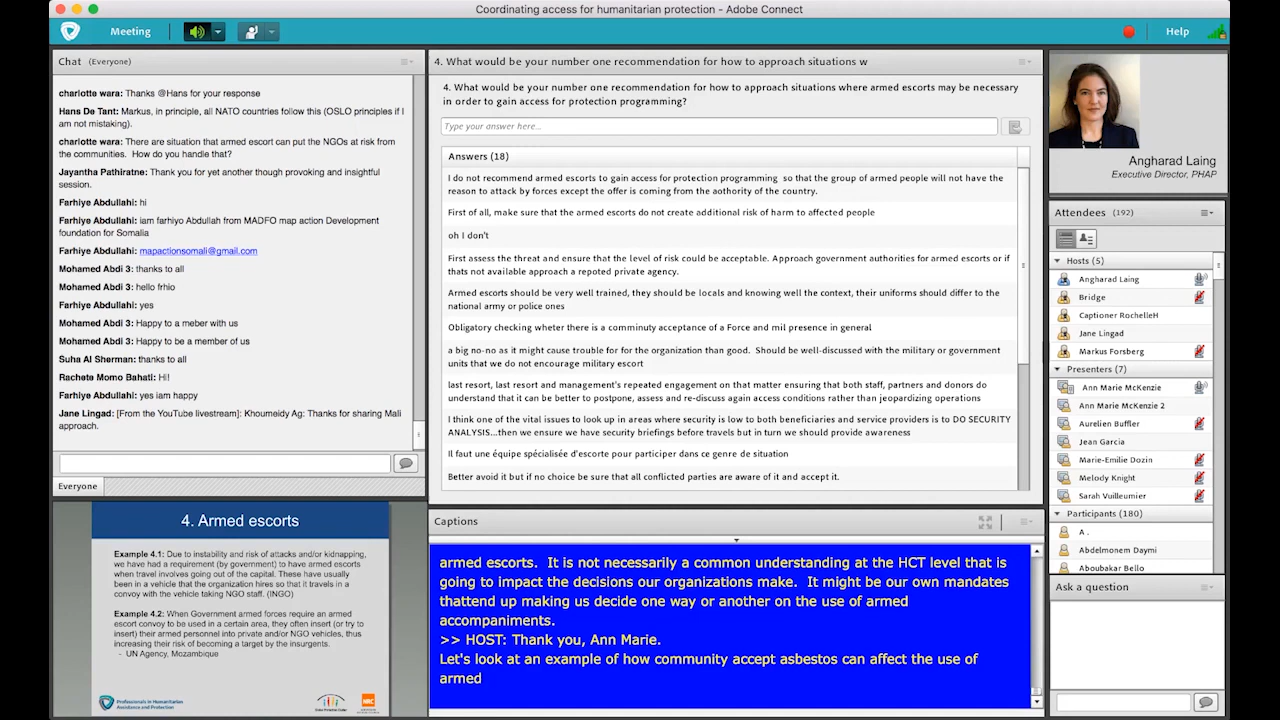 Coordinating access for humanitarian protection - Adobe Connect
Meeting
Help
Chat (Everyone)
charlotte wara: Thanks @Hans for your response
Hans De Tant: Markus, in principle, all NATO countries follow this (OSLO principles if I
am not mistaking).
charlotte wara: There are situation that armed escort can put the NGOs at risk from
the communities. How do you handle that?
Jayantha Pathiratne: Thank you for yet another though provoking and insightful
session.
Farhiye Abdullahi: hi
Farhiye Abdullahi: iam farhiyo Abdullah from MADFO map action Development
foundation for Somalia
Farhiye Abdullahi: mapactionsomali@gmail.com
Mohamed Abdi 3: thanks to all
Mohamed Abdi 3: hello frhio
Farhiye Abdullahi: yes
Mohamed Abdi 3: Happy to a meber with us
Mohamed Abdi 3: Happy to be a member of us
Suha Al Sherman: thanks to all
Rachete Momo Bahati: Hi!
Farhiye Abdullahi: yes iam happy
Jane Lingad: [From the YouTube livestream]: Khoumeidy Ag: Thanks for sharing Mali
approach.
Everyone
4. Armed escorts
Example 4.1: Due to instability and risk of attacks and/or kidnapping,
we have had a requirement (by government) to have armed escorts
when travel involves going out of the capital. These have usually
been in a vehicle that the organization hires so that it travels in a
convoy with the vehicle taking NGO staff. (INGO)
Example 4.2: When Government armed forces require an armed
escort convoy to be used in a certain area, they often insert (or try to
insert) their armed personnel into private and/or NGO vehicles, thus
increasing their risk of becoming a target by the insurgents.
- UN Agency, Mozambique
Professionals in Humanitarian
Assistance and Protection
NRC
4. What would be your number one recommendation for how to approach situations w
4. What would be your number one recommendation for how to approach situations where armed escorts may be necessary
in order to gain access for protection programming?
Type your answer here...
Answers (18)
I do not recommend armed escorts to gain access for protection programming so that the group of armed people will not have the
reason to attack by forces except the offer is coming from the aothority of the country.
First of all, make sure that the armed escorts do not create additional risk of harm to affected people
oh I don't
First assess the threat and ensure that the level of risk could be acceptable. Approach government authorities for armed escorts or if
thats not available approach a repoted private agency.
Armed escorts should be very well trained, they should be locals and knowing well the context, their uniforms should differ to the
national army or police ones
Obligatory checking wheter there is a comminuty acceptance of a Force and mil presence in general
a big no-no as it might cause trouble for for the organization than good. Should be well-discussed with the military or government
units that we do not encourage military escort
last resort, last resort and management's repeated engagement on that matter ensuring that both staff, partners and donors do
understand that it can be better to postpone, assess and re-discuss again access conditions rather than jeopardizing operations
I think one of the vital issues to look up in areas where security is low to both beneficiaries and service providers is to DO SECURITY
ANALYSIS...then we ensure we have security briefings before travels but in turn we should provide awareness
Il faut une équipe spécialisée d'escorte pour participer dans ce genre de situation
Better avoid it but if no choice be sure that all conflicted parties are aware of it and accept it.
Captions
armed escorts. It is not necessarily a common understanding at the HCT level that is
going to impact the decisions our organizations make. It might be our own mandates
thattend up making us decide one way or another on the use of armed
accompaniments.
>> HOST: Thank you, Ann Marie.
Let's look at an example of how community accept asbestos can affect the use of
armed
Angharad Laing
Executive Director, PHAP
Attendees (192)
Hosts (5)
Angharad Laing
Bridge
Captioner RochelleH
Jane Lingad
Markus Forsberg
Presenters (7)
Ann Marie McKenzie
Ann Marie McKenzie 2
Aurelien Buffler
Jean Garcia
Marie-Emilie Dozin
Melody Knight
Sarah Vuilleumier
Participants (180)
A .
Abdelmonem Daymi
Aboubakar Bello
Ask a question